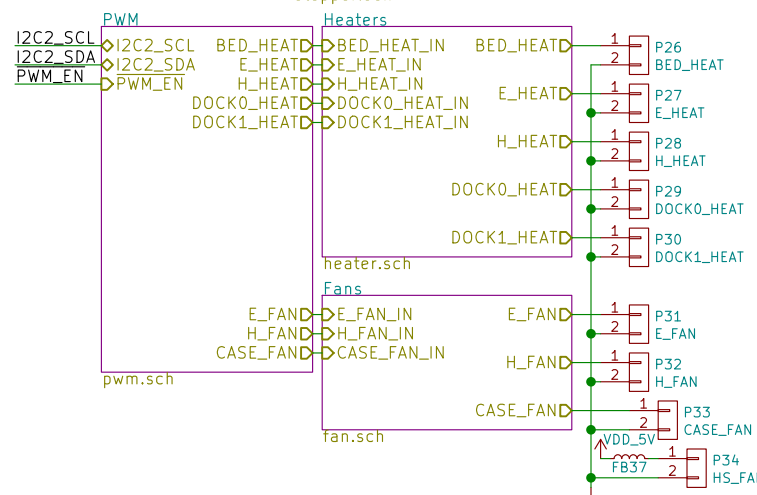 PWM
Heaters
I2C2_SCL
I2C2_SCL
BED_HEAT
BED_HEAT_IN
BED_HEAT
1
2
P26
BED_HEAT
I2C2_SDA
I2C2_SDA
E_HEAT
E_HEAT_IN
PWM_EN
PWM_EN
H_HEAT
H_HEAT_IN
E_HEAT
1
2
P27
E_HEAT
DOCK0_HEAT
DOCK0_HEAT_IN
DOCK1_HEAT
DOCK1_HEAT_IN
H_HEAT
1
2
P28
H_HEAT
DOCK0_HEAT
1
2
P29
DOCK0_HEAT
DOCK1_HEAT
1
2
P30
DOCK1_HEAT
heater.sch
Fans
E_FAN
E_FAN_IN
E_FAN
1
2
P31
E_FAN
H_FAN
H_FAN_IN
CASE_FAN
CASE_FAN_IN
H_FAN
1
2
P32
H_FAN
pwm.sch
CASE_FAN
1
2
P33
CASE_FAN
fan.sch
VDD_5V
FB37
1
2
P34